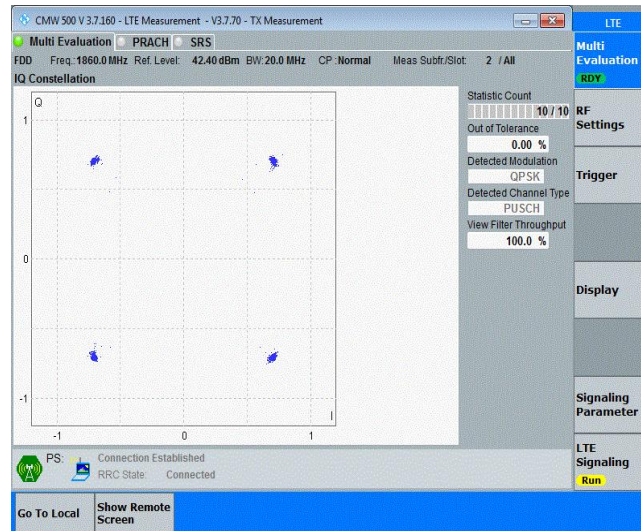 CMW 500 V 3.7.160 - LTE Measurement - V3.7.70 - TX Measurement
LTE
Multi Evaluation PRACH SRS
Multi
Evaluation
RDY
FDD Freq.:1860.0 MHz Ref. Level: 42.40 dBm BW:20.0 MHz CP :Normal Meas Subfr./Slot: 2 / All
IQ Constellation
Q
1
0
-1
-1 0 1
I
Statistic Count
10 / 10
Out of Tolerance
0.00 %
Detected Modulation
QPSK
Detected Channel Type
PUSCH
View Filter Throughput
100.0 %
RF
Settings
Trigger
Display
Signaling
Parameter
LTE
Signaling
Run
PS: Connection Established
RRC State: Connected
Go To Local
Show Remote
Screen